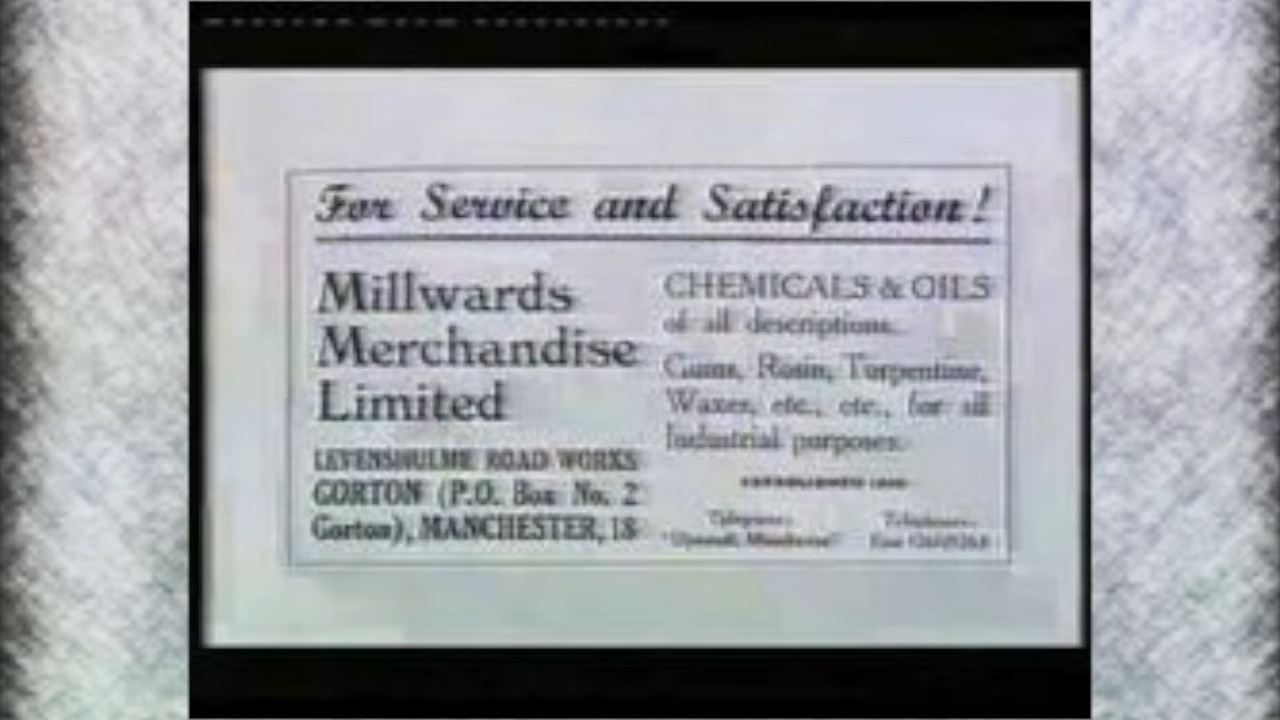 For Service and Satisfaction!
Millwards
Merchandise
Limited
LEVENSHULME ROAD WORKS
GORTON (P.O. Box No. 2
Gorton), MANCHESTER, 18
CHEMICALS & OILS
of all descriptions.
Gums, Rosin, Turpentine,
Waxes, etc., etc., for all
Industrial purposes.
ESTABLISHED